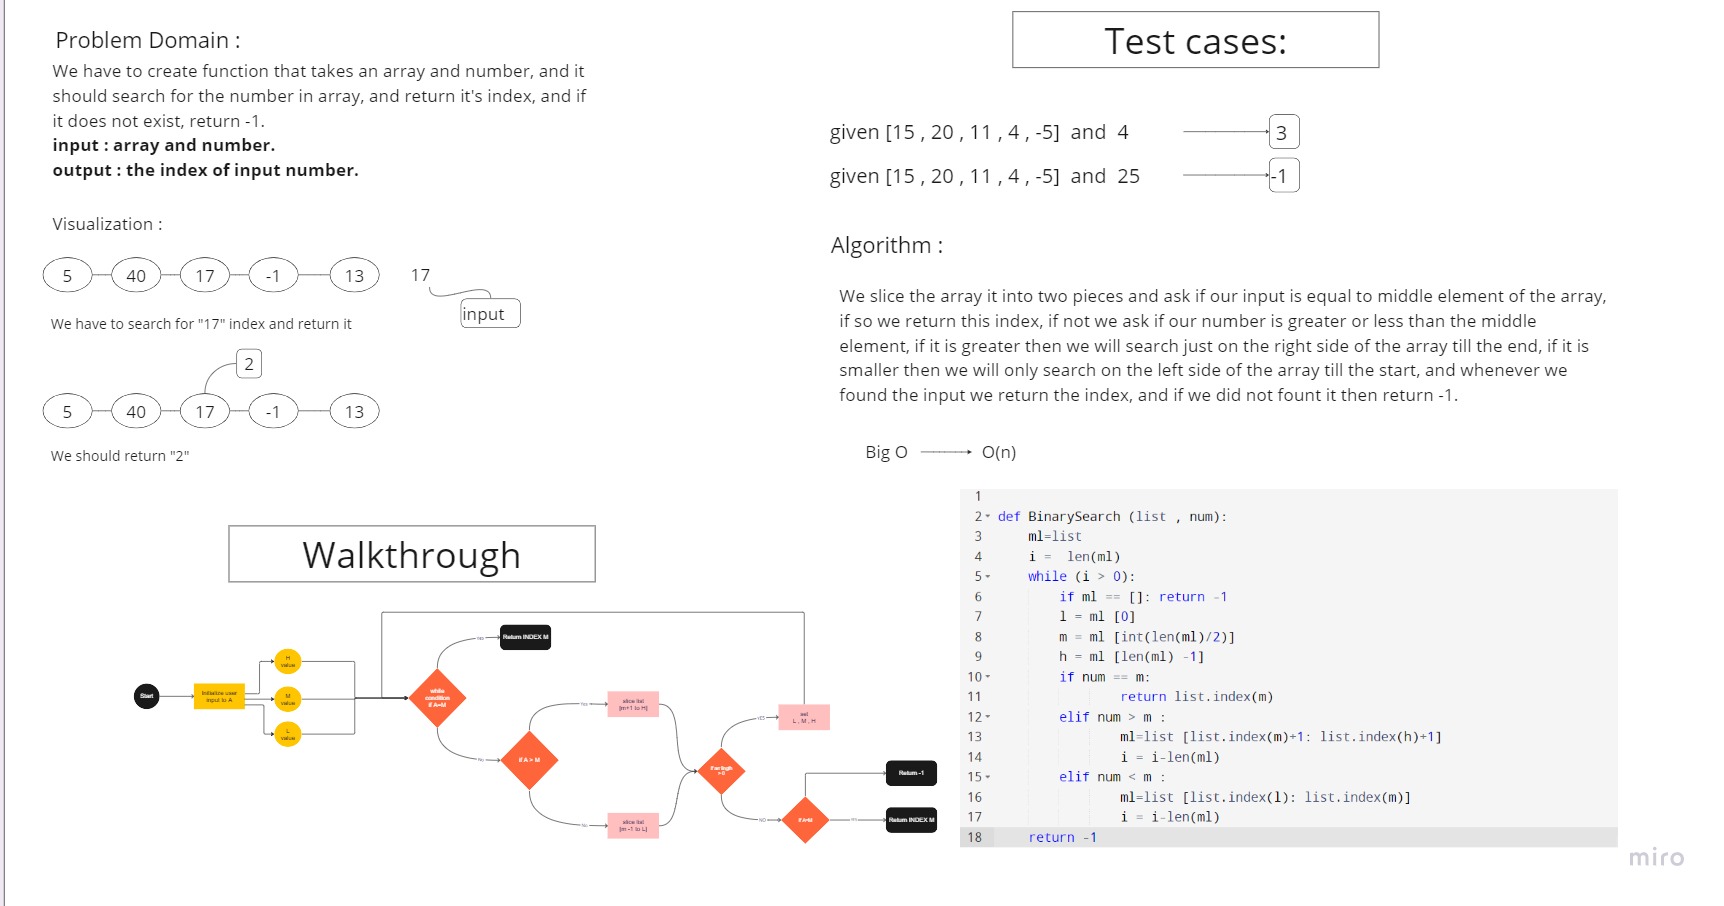 Problem Domain :
We have to create function that takes an array and number, and it
should search for the number in array, and return it's index, and if
it does not exist, return -1.
input : array and number.
output : the index of input number.
Visualization :
5 40 17 -1 13 17
input
We have to search for "17" index and return it
2
5 40 17 -1 13
We should return "2"
Test cases:
given [15 , 20 , 11 , 4 , -5] and 4 3
given [15 , 20 , 11 , 4 , -5] and 25 -1
Algorithm :
We slice the array it into two pieces and ask if our input is equal to middle element of the array,
if so we return this index, if not we ask if our number is greater or less than the middle
element, if it is greater then we will search just on the right side of the array till the end, if it is
smaller then we will only search on the left side of the array till the start, and whenever we
found the input we return the index, and if we did not fount it then return -1.
Big O O(n)
Walkthrough
Start
Initialize user
input to A
H
value
M
value
L
value
while
condition
if A=M
Yes
Return INDEX M
No
if A > M
Yes
slice list
[m+1 to H]
No
slice list
[m -1 to L]
YES
set
L , M , H
NO
if A=M
Return -1
Yes
Return INDEX M
1
2 def BinarySearch (list , num):
3 ml=list
4 i = len(ml)
5 while (i > 0):
6 if ml == []: return -1
7 l = ml [0]
8 m = ml [int(len(ml)/2)]
9 h = ml [len(ml) -1]
10 if num == m:
11 return list.index(m)
12 elif num > m :
13 ml=list [list.index(m)+1: list.index(h)+1]
14 i = i-len(ml)
15 elif num < m :
16 ml=list [list.index(l): list.index(m)]
17 i = i-len(ml)
18 return -1
miro